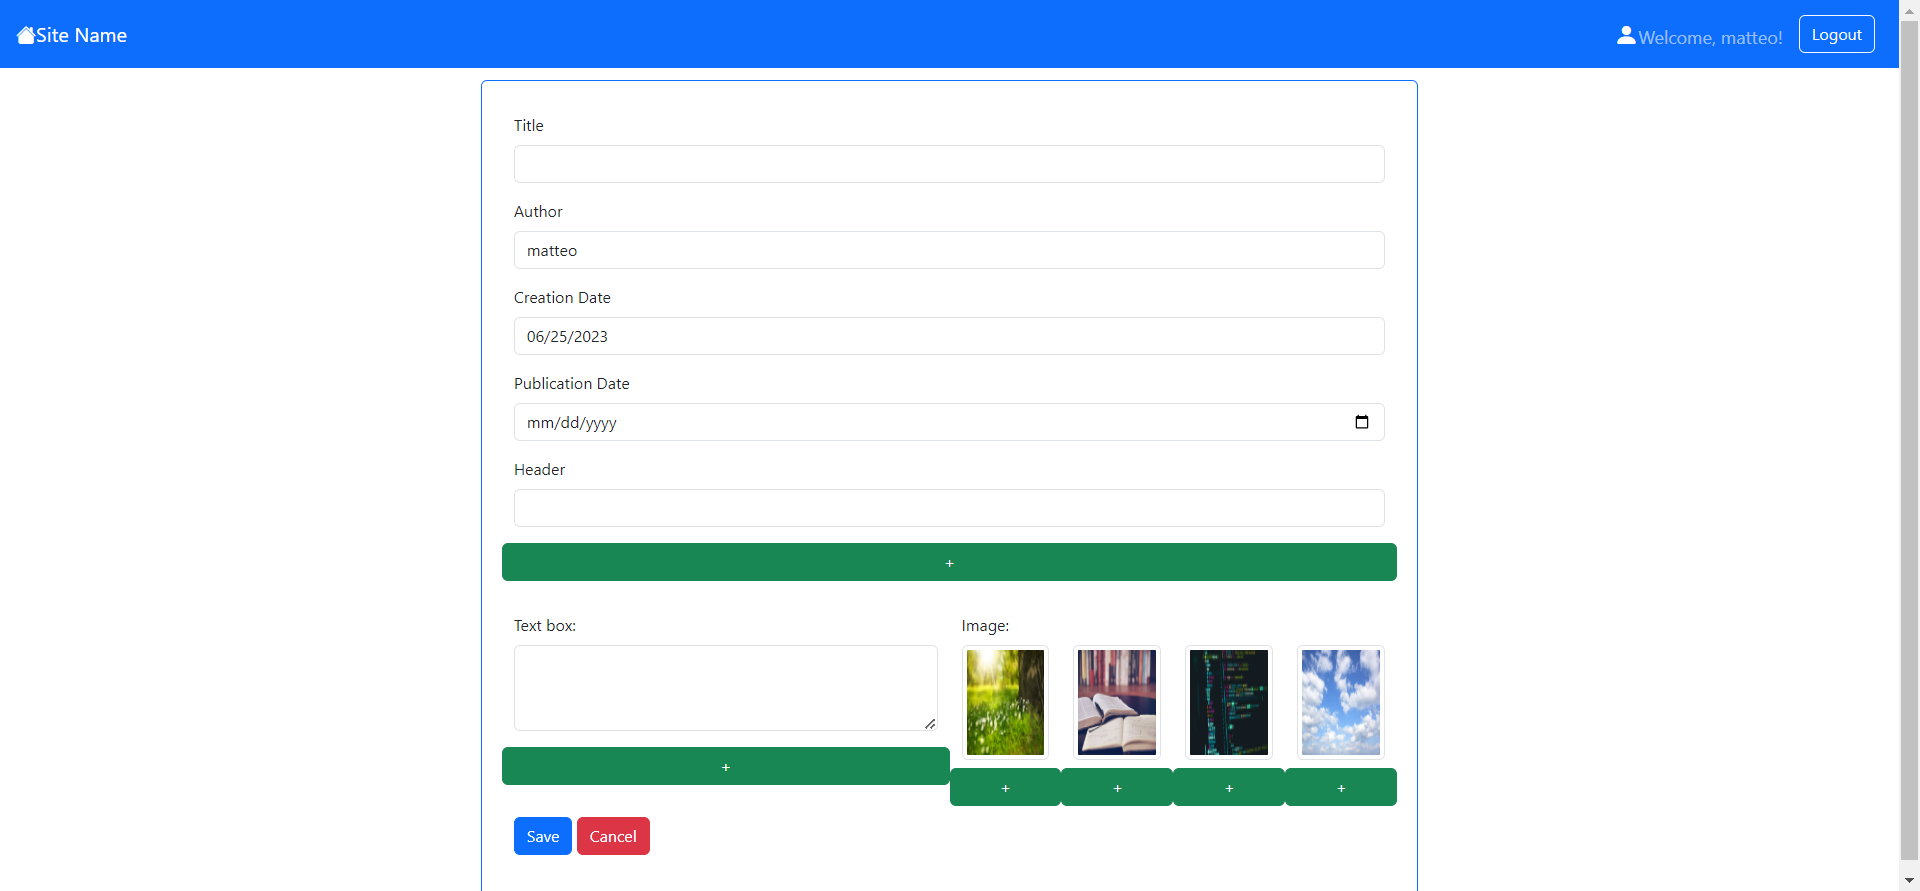 Site Name
Welcome, matteo!
Logout
Title
Author
matteo
Creation Date
06/25/2023
Publication Date
mm/dd/yyyy
Header
+
Text box:
Image:
+
+
+
+
+
Save
Cancel